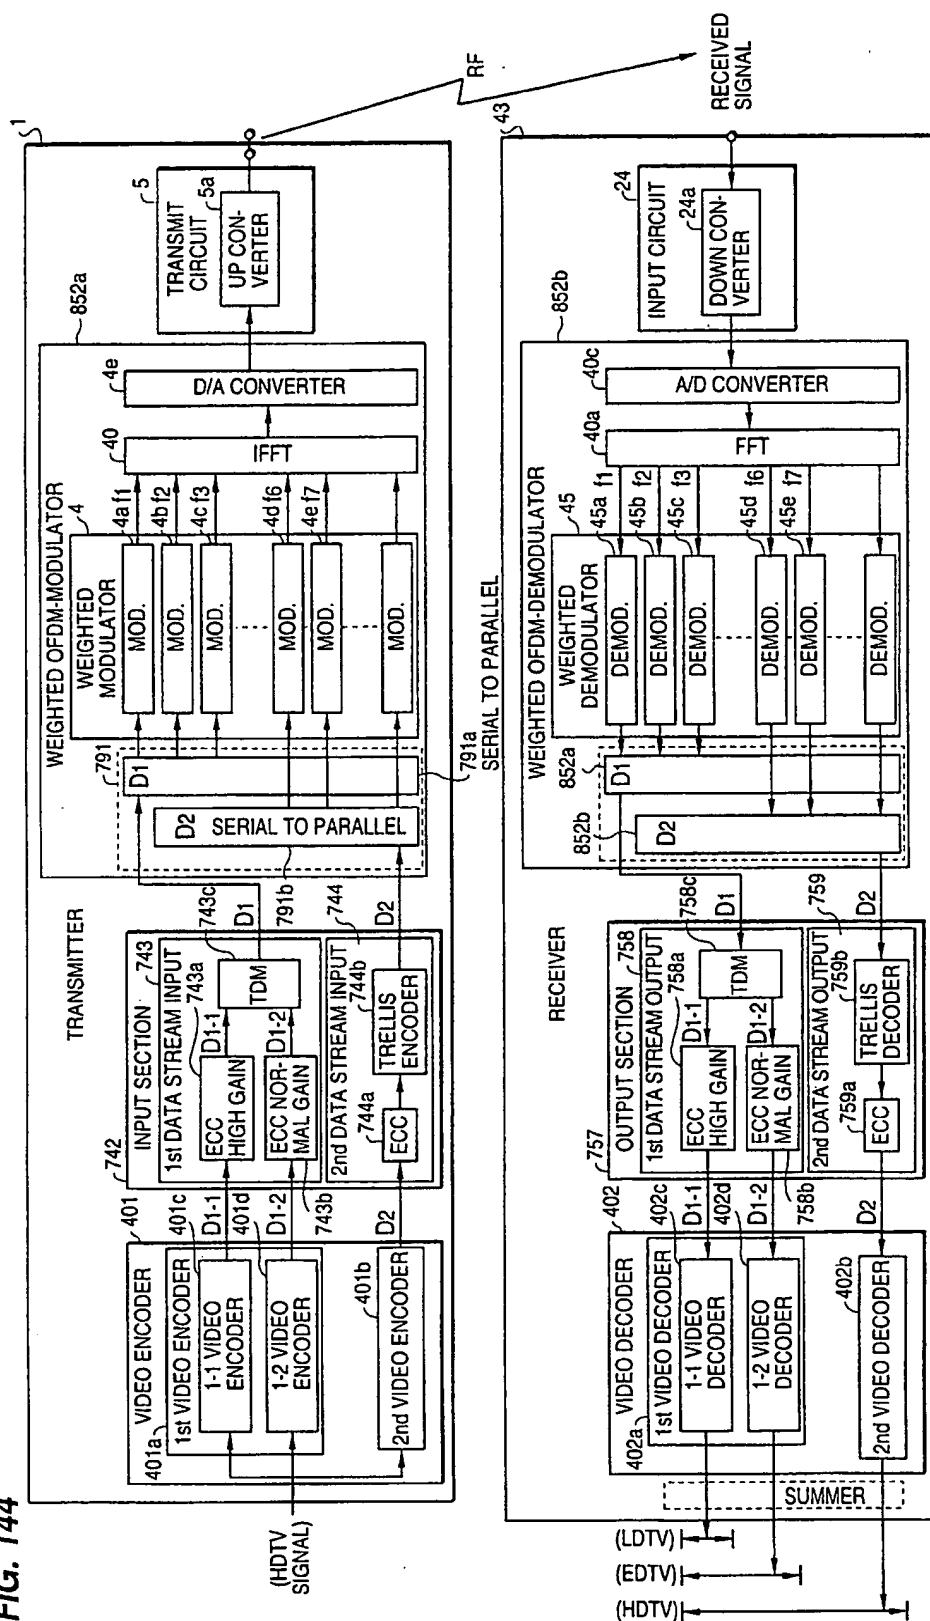 FIG. 144
1
TRANSMITTER
(HDTV
SIGNAL)
401
VIDEO ENCODER
401a
1st VIDEO ENCODER
401c
1-1 VIDEO
ENCODER
401d
1-2 VIDEO
ENCODER
401b
2nd VIDEO ENCODER
D1-1
D1-2
D2
742
INPUT SECTION
743
1st DATA STREAM INPUT
743a
ECC
HIGH GAIN
ECC NOR-
MAL GAIN
743b
D1-1
D1-2
743c
TDM
744
2nd DATA STREAM INPUT
744a
ECC
744b
TRELLIS
ENCODER
D1
D2
852a
WEIGHTED OFDM-MODULATOR
791
D1
D2
SERIAL TO PARALLEL
791b
791a
SERIAL TO PARALLEL
4
WEIGHTED
MODULATOR
MOD.
MOD.
MOD.
MOD.
MOD.
MOD.
4a f1
4b f2
4c f3
4d f6
4e f7
40
IFFT
4e
D/A CONVERTER
5
TRANSMIT
CIRCUIT
5a
UP CON-
VERTER
RF
RECEIVED
SIGNAL
43
RECEIVER
24
INPUT CIRCUIT
24a
DOWN CON-
VERTER
852b
WEIGHTED OFDM-DEMODULATOR
40c
A/D CONVERTER
40a
FFT
45
WEIGHTED
DEMODULATOR
45a f1
45b f2
45c f3
45d f6
45e f7
DEMOD.
DEMOD.
DEMOD.
DEMOD.
DEMOD.
DEMOD.
852a
D1
852b
D2
D1
D2
757
OUTPUT SECTION
758
1st DATA STREAM OUTPUT
758a
758c
TDM
D1-1
D1-2
ECC
HIGH GAIN
ECC NOR-
MAL GAIN
758b
759
2nd DATA STREAM OUTPUT
759b
TRELLIS
DECODER
759a
ECC
D1-1
D1-2
D2
402
VIDEO DECODER
402a
1st VIDEO DECODER
402c
1-1 VIDEO
DECODER
402d
1-2 VIDEO
DECODER
402b
2nd VIDEO DECODER
SUMMER
(LDTV)
(EDTV)
(HDTV)